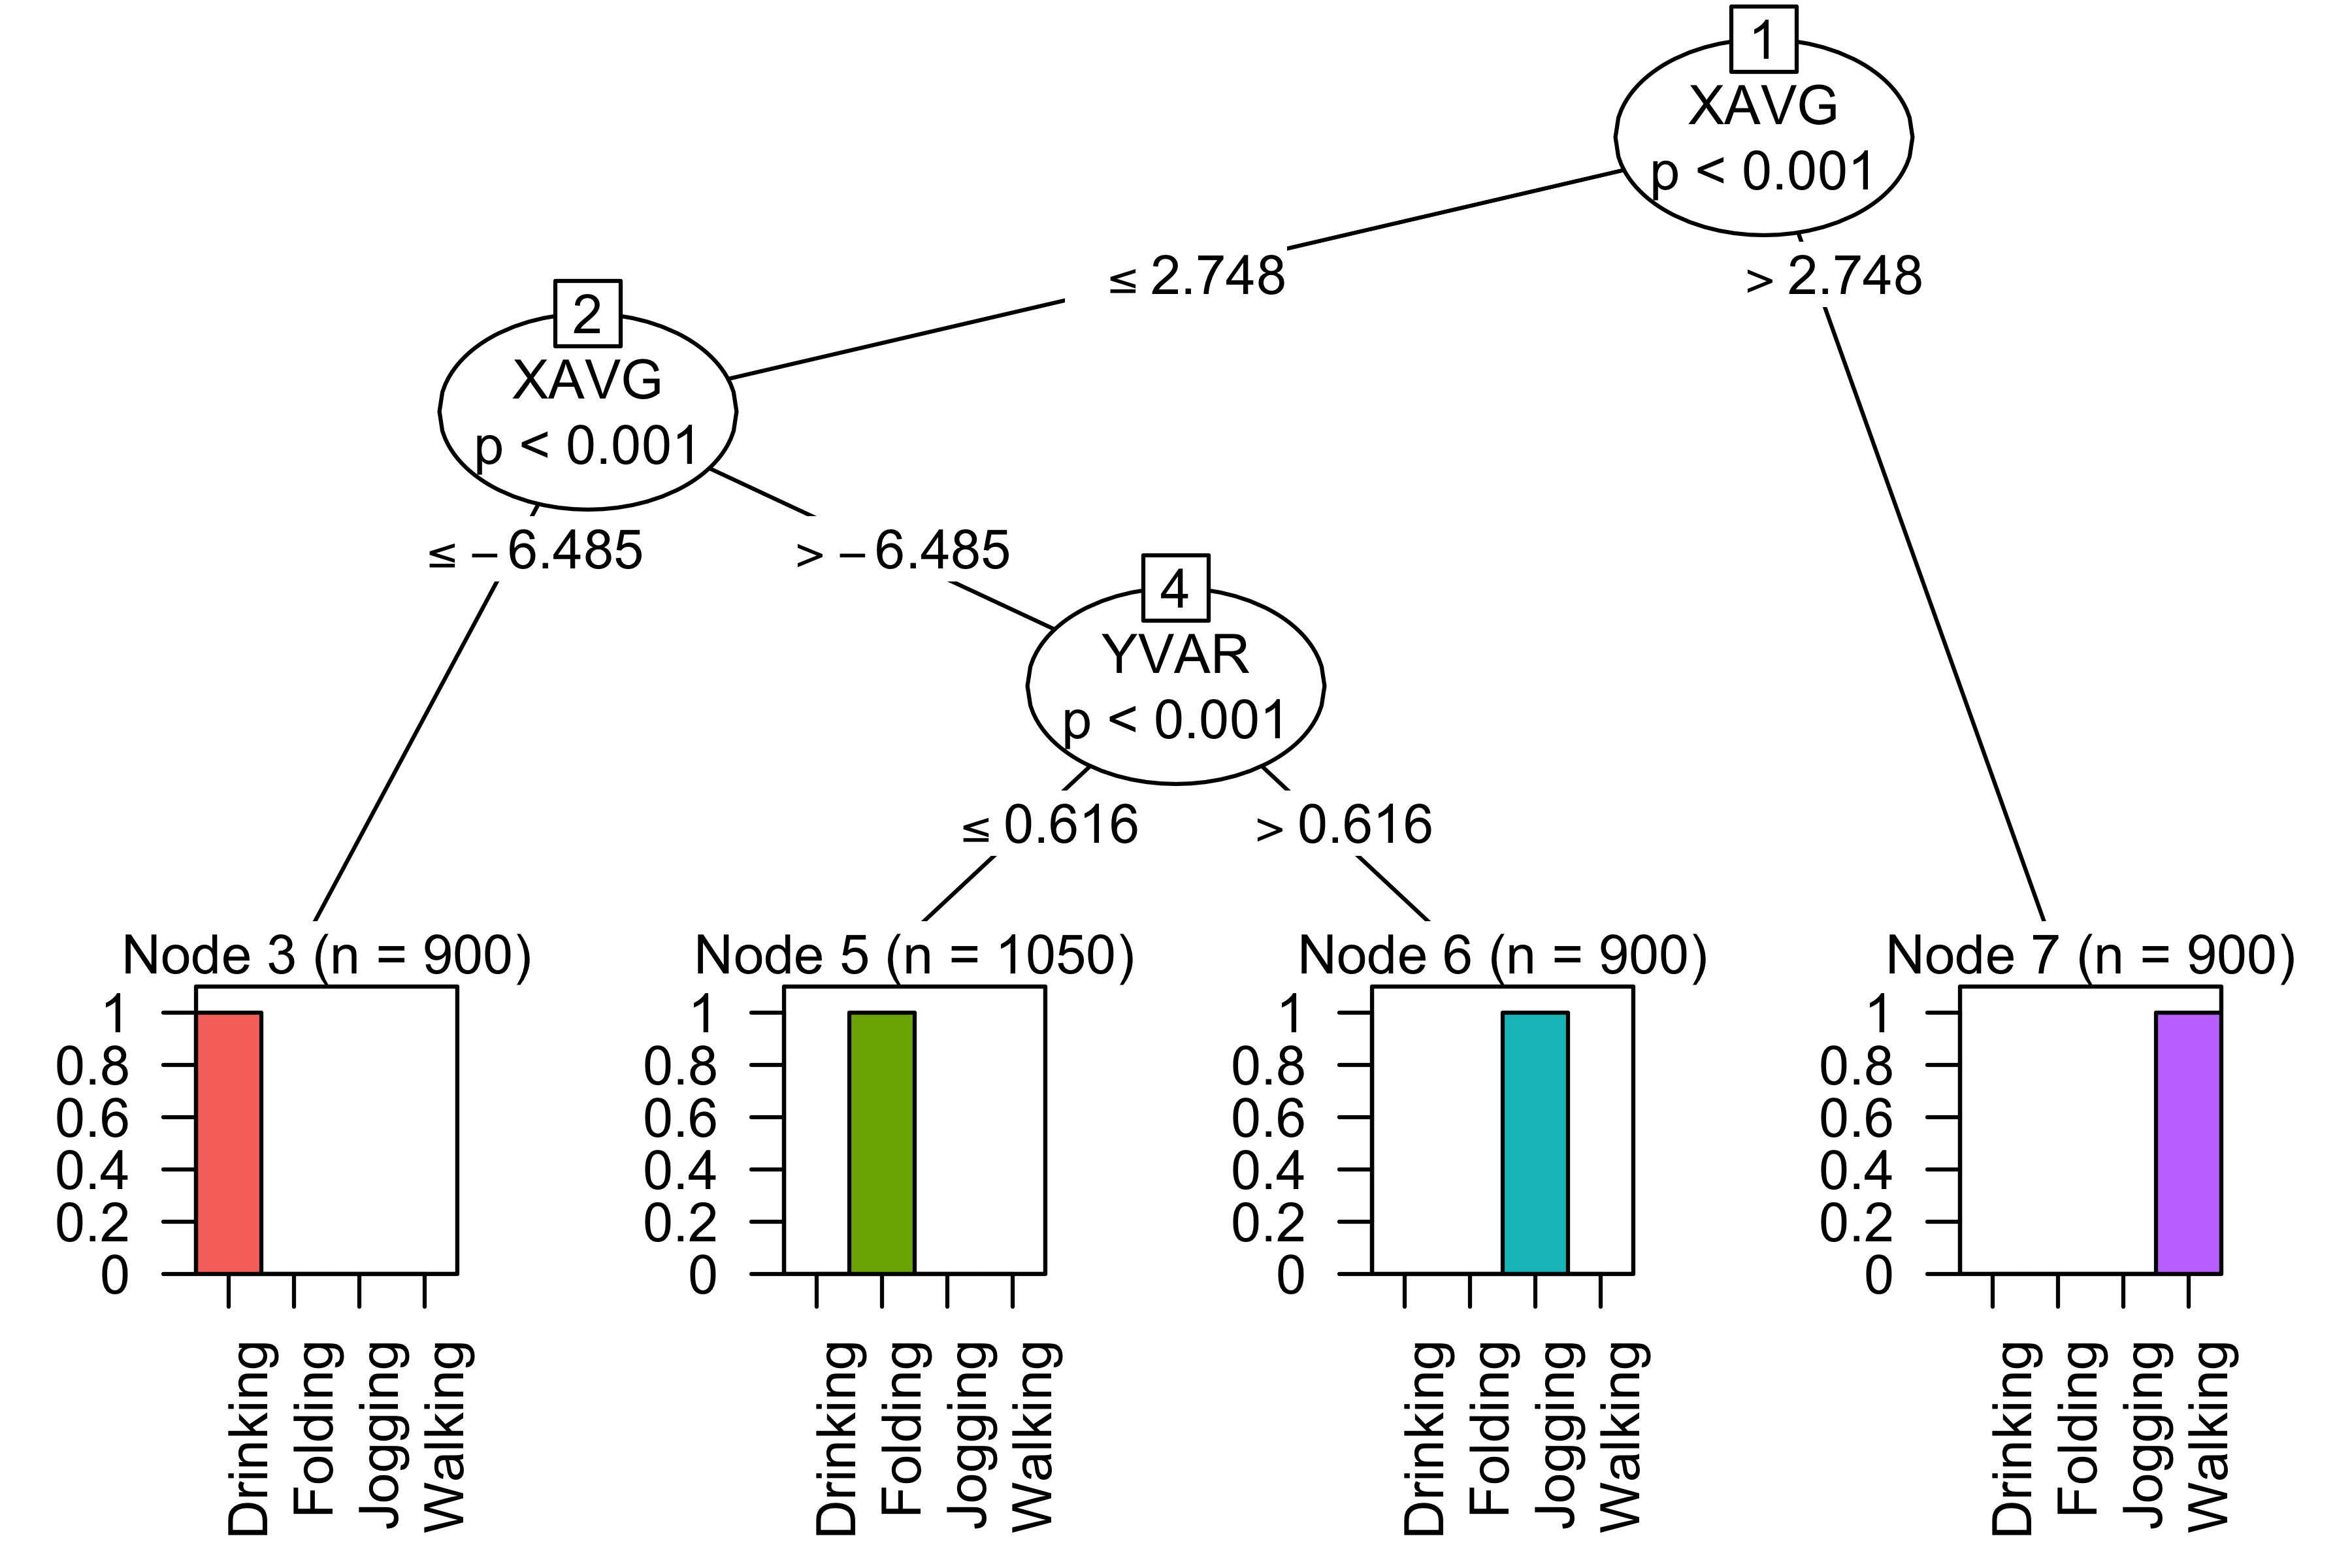 1
XAVG
p < 0.001
≤ 2.748
> 2.748
2
XAVG
p < 0.001
≤ −6.485
> −6.485
4
YVAR
p < 0.001
≤ 0.616
> 0.616
Node 3 (n = 900)
1
0.8
0.6
0.4
0.2
0
Drinking
Folding
Jogging
Walking
Node 5 (n = 1050)
1
0.8
0.6
0.4
0.2
0
Drinking
Folding
Jogging
Walking
Node 6 (n = 900)
1
0.8
0.6
0.4
0.2
0
Drinking
Folding
Jogging
Walking
Node 7 (n = 900)
1
0.8
0.6
0.4
0.2
0
Drinking
Folding
Jogging
Walking